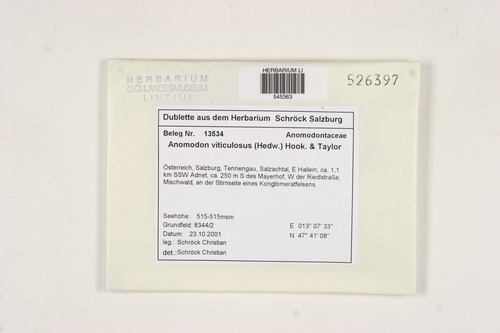 HERBARIUM
O.Ö. LANDESMUSEUM
LINZ (LI)
HERBARIUM LI
545363
526397
Dublette aus dem Herbarium Schröck Salzburg
Beleg Nr. 13534 Anomodontaceae
Anomodon viticulosus (Hedw.) Hook. & Taylor
Österreich, Salzburg, Tennengau, Salzachtal, E Hallein, ca. 1,1
km SSW Adnet, ca. 250 m S des Mayerhof, W der Riedlstraße,
Mischwald, an der Stirnseite eines Konglomeratfelsens.
Seehöhe: 515-515msm
Grundfeld: 8344/2 E 013° 07' 33''
Datum: 23.10.2001 N 47° 41' 08''
leg.: Schröck Christian
det.: Schröck Christian